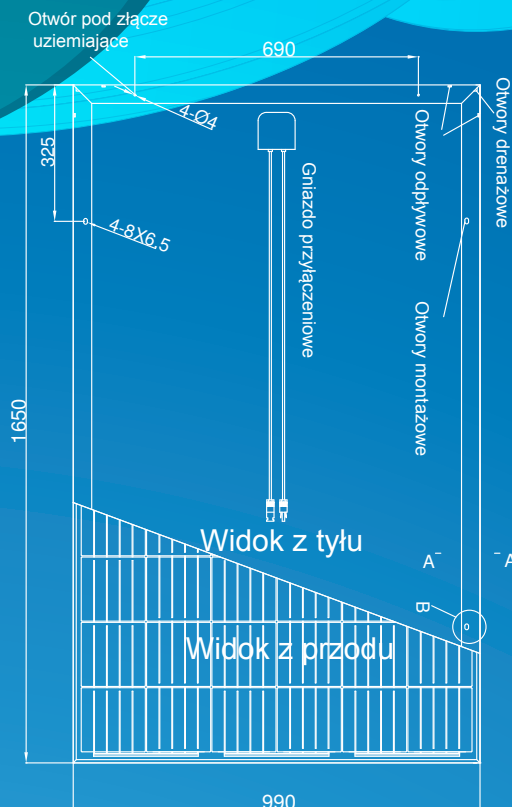 Otwór pod złącze
uziemiające
690
4-Ø4
325
4-8X6.5
Gniazdo przyłączeniowe
Otwory odpływowe
Otwory drenażowe
Otwory montażowe
1650
Widok z tyłu
A
A
B
Widok z przodu
990